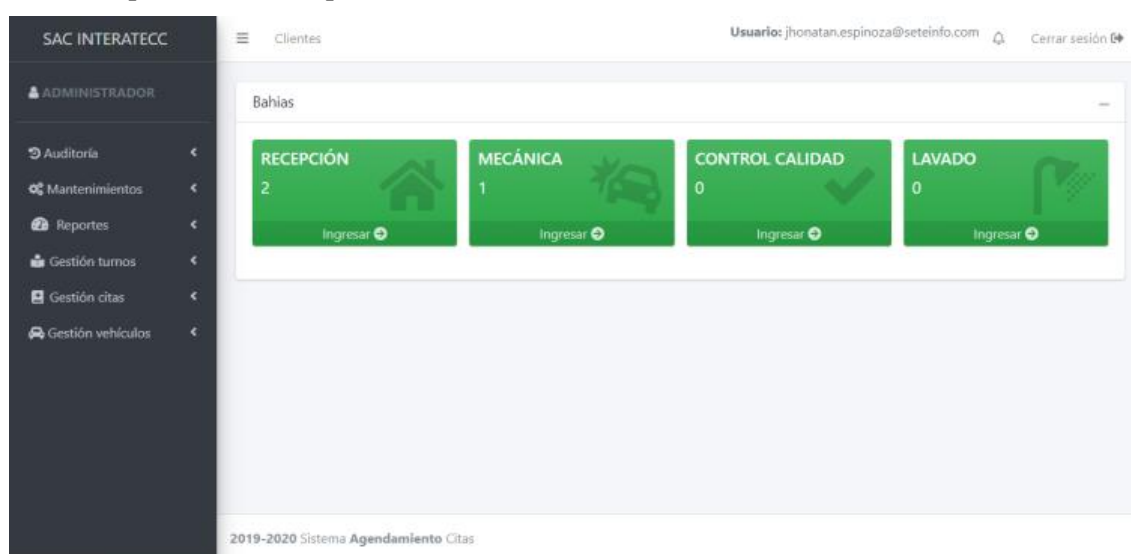 SAC INTERATECC
Clientes
Usuario: jhonatan.espinoza@seteinfo.com
Cerrar sesión
ADMINISTRADOR
Auditoría
Mantenimientos
Reportes
Gestión turnos
Gestión citas
Gestión vehículos
Bahias
RECEPCIÓN
2
Ingresar
MECÁNICA
1
Ingresar
CONTROL CALIDAD
0
Ingresar
LAVADO
0
Ingresar
2019-2020 Sistema Agendamiento Citas